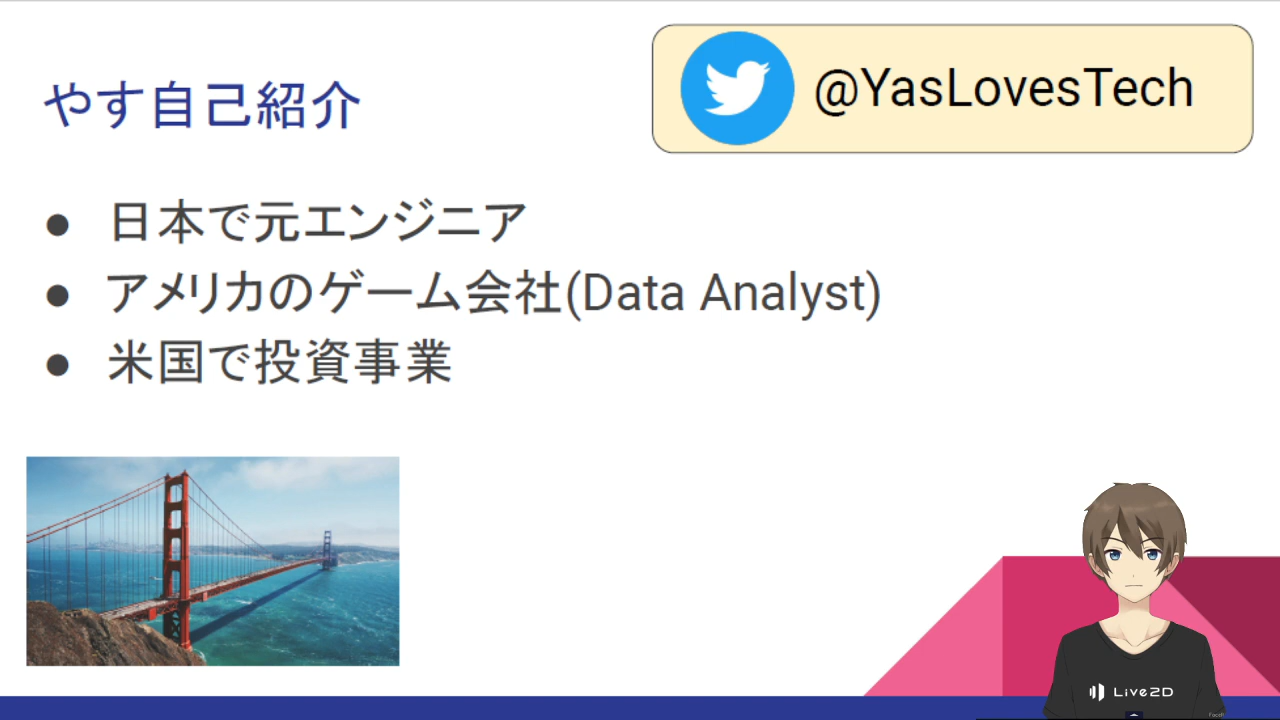 やす自己紹介
@YasLovesTech
● 日本で元エンジニア
● アメリカのゲーム会社(Data Analyst)
● 米国で投資事業
Live2D